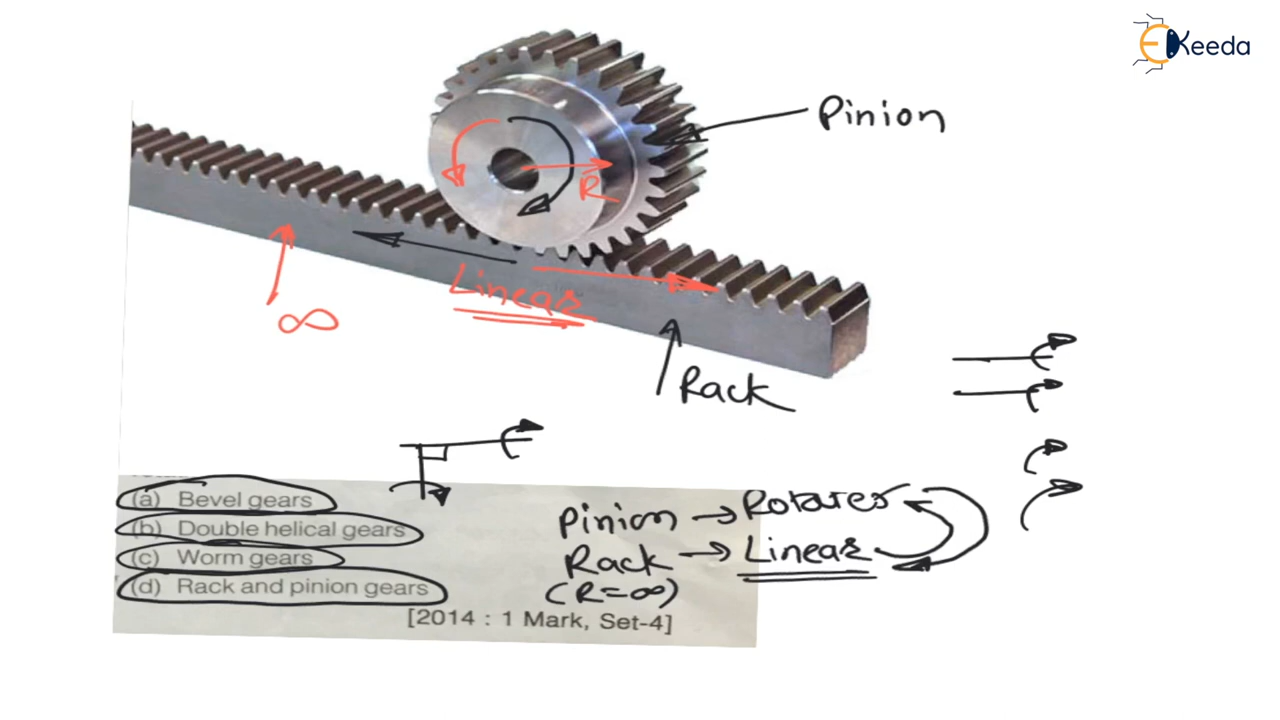 EKeeda
Pinion
R
Linear
∞
Rack
(a) Bevel gears
(b) Double helical gears
(c) Worm gears
(d) Rack and pinion gears
[2014 : 1 Mark, Set-4]
Pinion → Rotates
Rack → Linear
(R=∞)